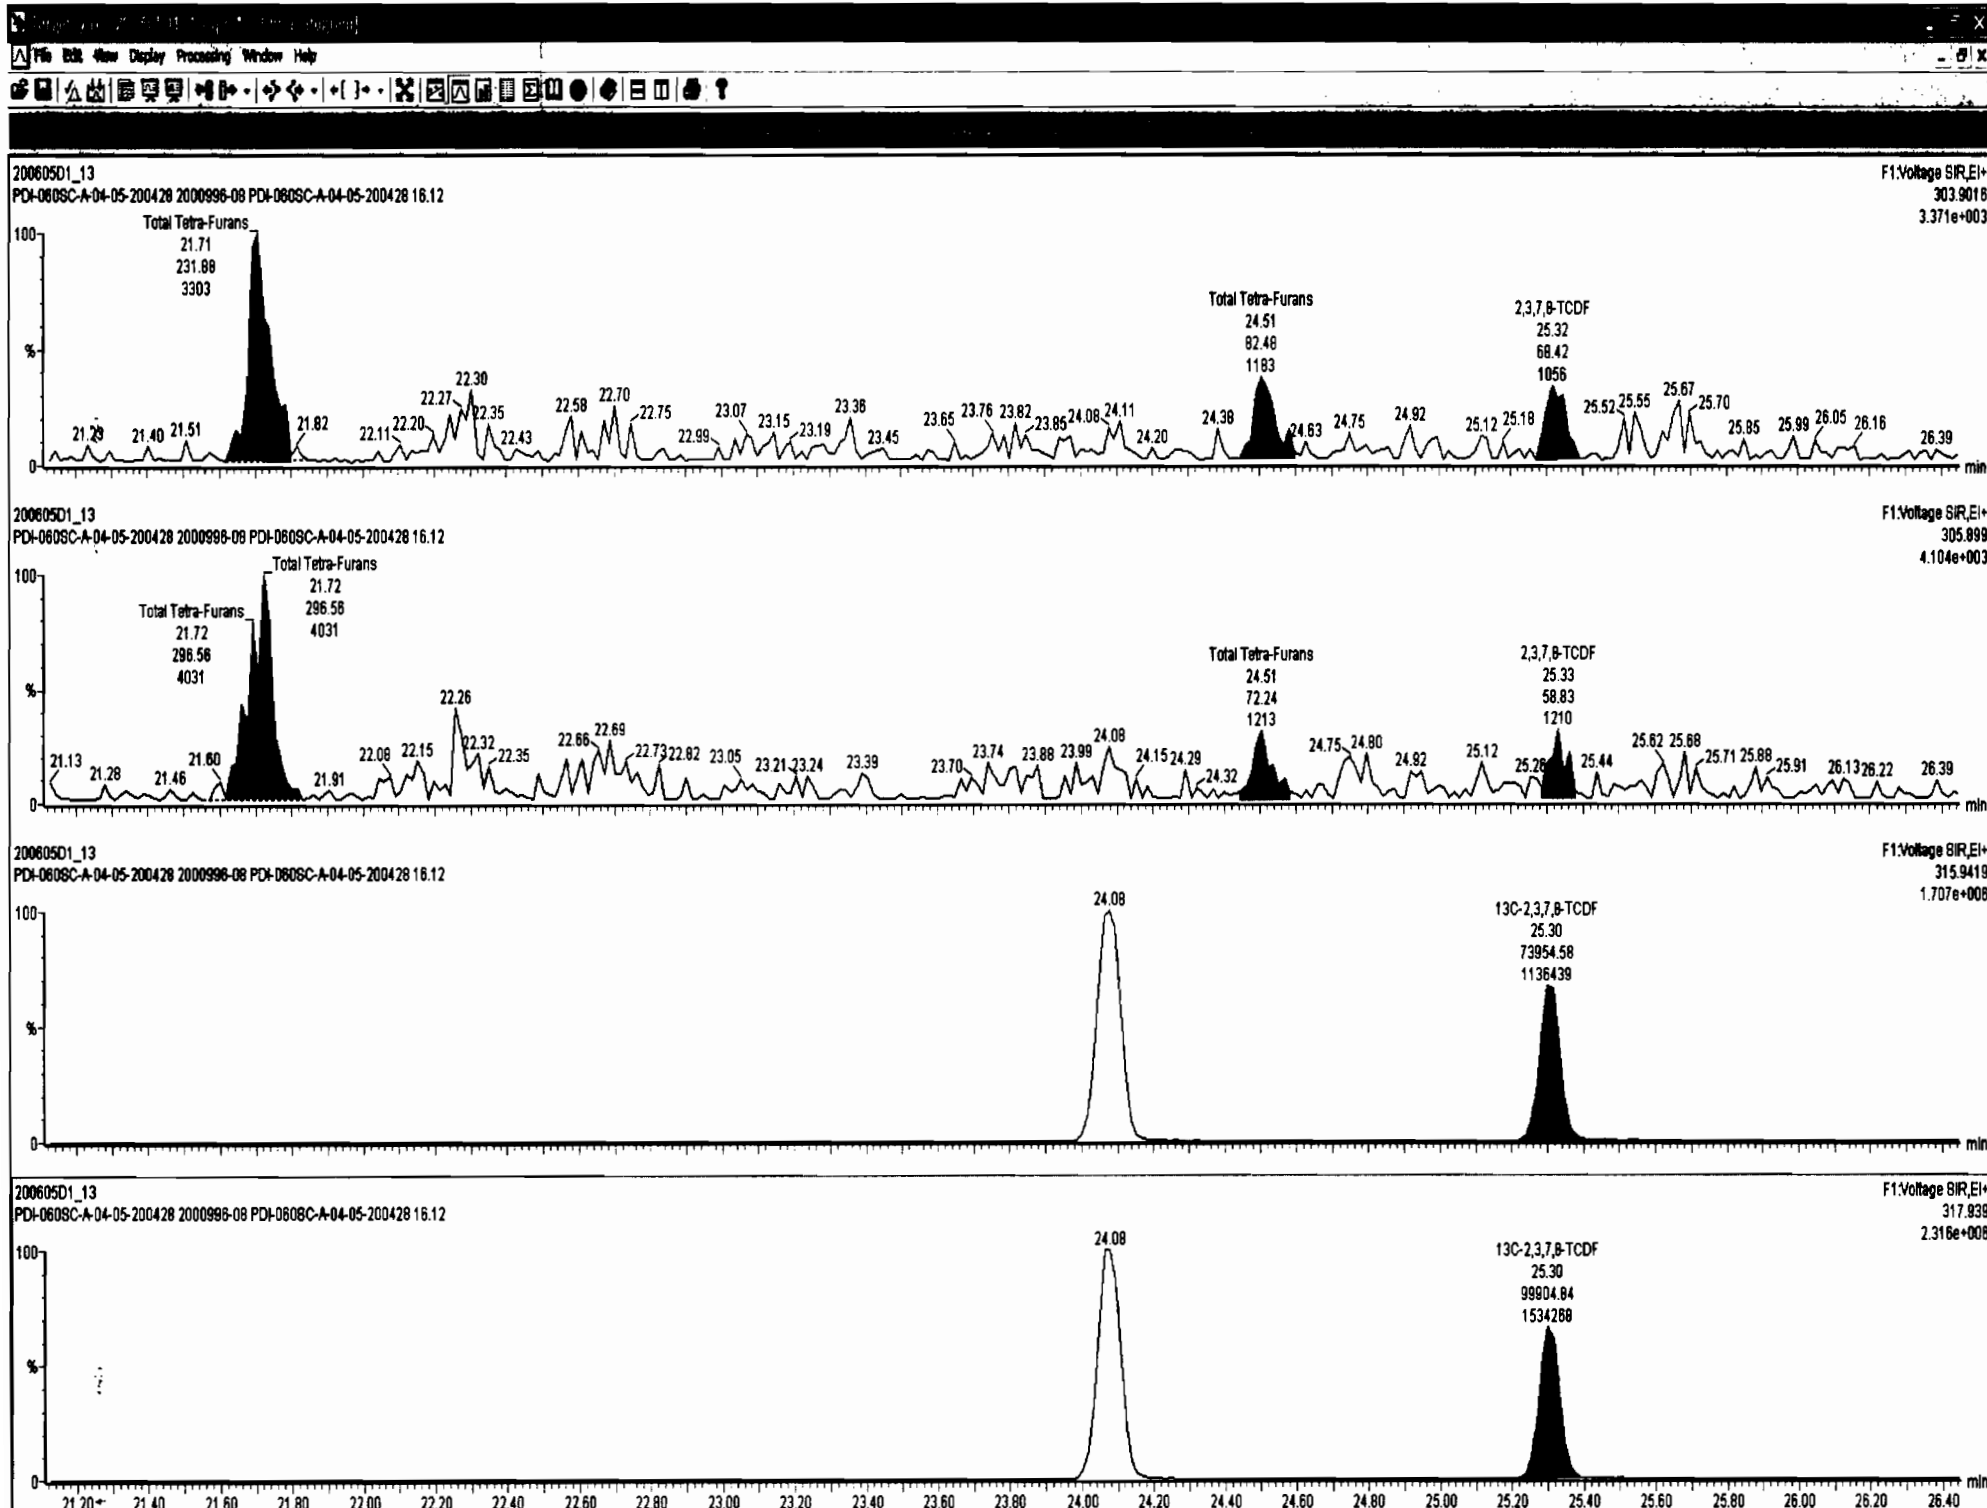 File Edit View Display Processing Window Help
200605D1_13
PDI-060SC-A-04-05-200428 2000996-08 PDI-060SC-A-04-05-200428 16.12
F1:Voltage SIR,EI+
303.9016
3.371e+003
Total Tetra-Furans
21.71
231.88
3303
Total Tetra-Furans
24.51
82.48
1183
2,3,7,8-TCDF
25.32
68.42
1056
100
%
0
21.29 21.40 21.51 21.82 22.11 22.20 22.27 22.30 22.35 22.43 22.58 22.70 22.75 22.99 23.07 23.15 23.19 23.36 23.45 23.65 23.76 23.82 23.85 24.08 24.11 24.20 24.38 24.63 24.75 24.92 25.12 25.18 25.52 25.55 25.67 25.70 25.85 25.99 26.05 26.16 26.39
min
200605D1_13
PDI-060SC-A-04-05-200428 2000996-08 PDI-060SC-A-04-05-200428 16.12
F1:Voltage SIR,EI+
305.899
4.104e+003
Total Tetra-Furans
21.72
296.56
4031
Total Tetra-Furans
21.72
296.56
4031
Total Tetra-Furans
24.51
72.24
1213
2,3,7,8-TCDF
25.33
58.83
1210
100
%
0
21.13 21.28 21.46 21.60 21.91 22.08 22.15 22.26 22.32 22.35 22.66 22.69 22.73 22.82 23.05 23.21 23.24 23.39 23.70 23.74 23.88 23.99 24.08 24.15 24.29 24.32 24.75 24.80 24.92 25.12 25.26 25.44 25.62 25.68 25.71 25.88 25.91 26.13 26.22 26.39
min
200605D1_13
PDI-060SC-A-04-05-200428 2000996-08 PDI-060SC-A-04-05-200428 16.12
F1:Voltage SIR,EI+
315.9419
1.707e+006
24.08
13C-2,3,7,8-TCDF
25.30
73954.58
1136439
100
%
0
min
200605D1_13
PDI-060SC-A-04-05-200428 2000996-08 PDI-060SC-A-04-05-200428 16.12
F1:Voltage SIR,EI+
317.939
2.316e+006
24.08
13C-2,3,7,8-TCDF
25.30
99904.84
1534268
100
%
0
min
21.20 21.40 21.60 21.80 22.00 22.20 22.40 22.60 22.80 23.00 23.20 23.40 23.60 23.80 24.00 24.20 24.40 24.60 24.80 25.00 25.20 25.40 25.60 25.80 26.00 26.20 26.40